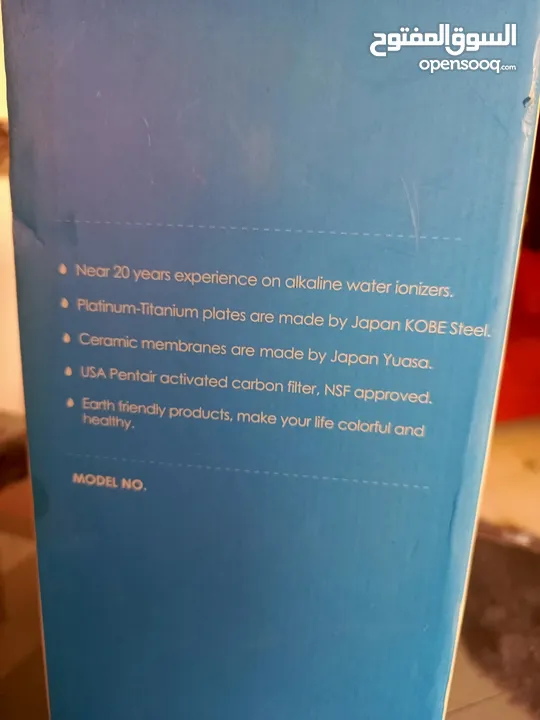 السوق المفتوح
opensooq.com
Near 20 years experience on alkaline water ionizers.
Platinum-Titanium plates are made by Japan KOBE Steel.
Ceramic membranes are made by Japan Yuasa.
USA Pentair activated carbon filter, NSF approved.
Earth friendly products, make your life colorful and
healthy.
MODEL NO.